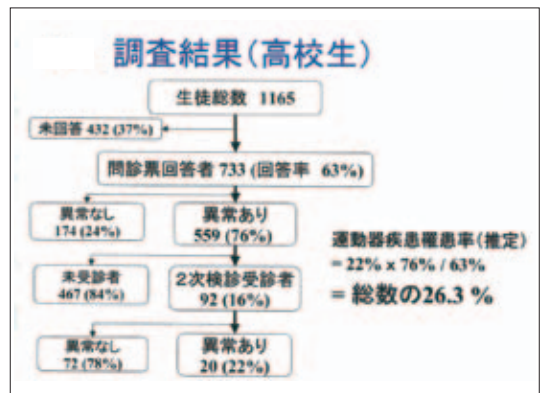 調査結果(高校生)
生徒総数 1165
未回答 432 (37%)
問診票回答者 733 (回答率 63%)
異常なし
174 (24%)
異常あり
559 (76%)
運動器疾患罹患率(推定)
= 22% x 76% / 63%
= 総数の26.3 %
未受診者
467 (84%)
2次検診受診者
92 (16%)
異常なし
72 (78%)
異常あり
20 (22%)